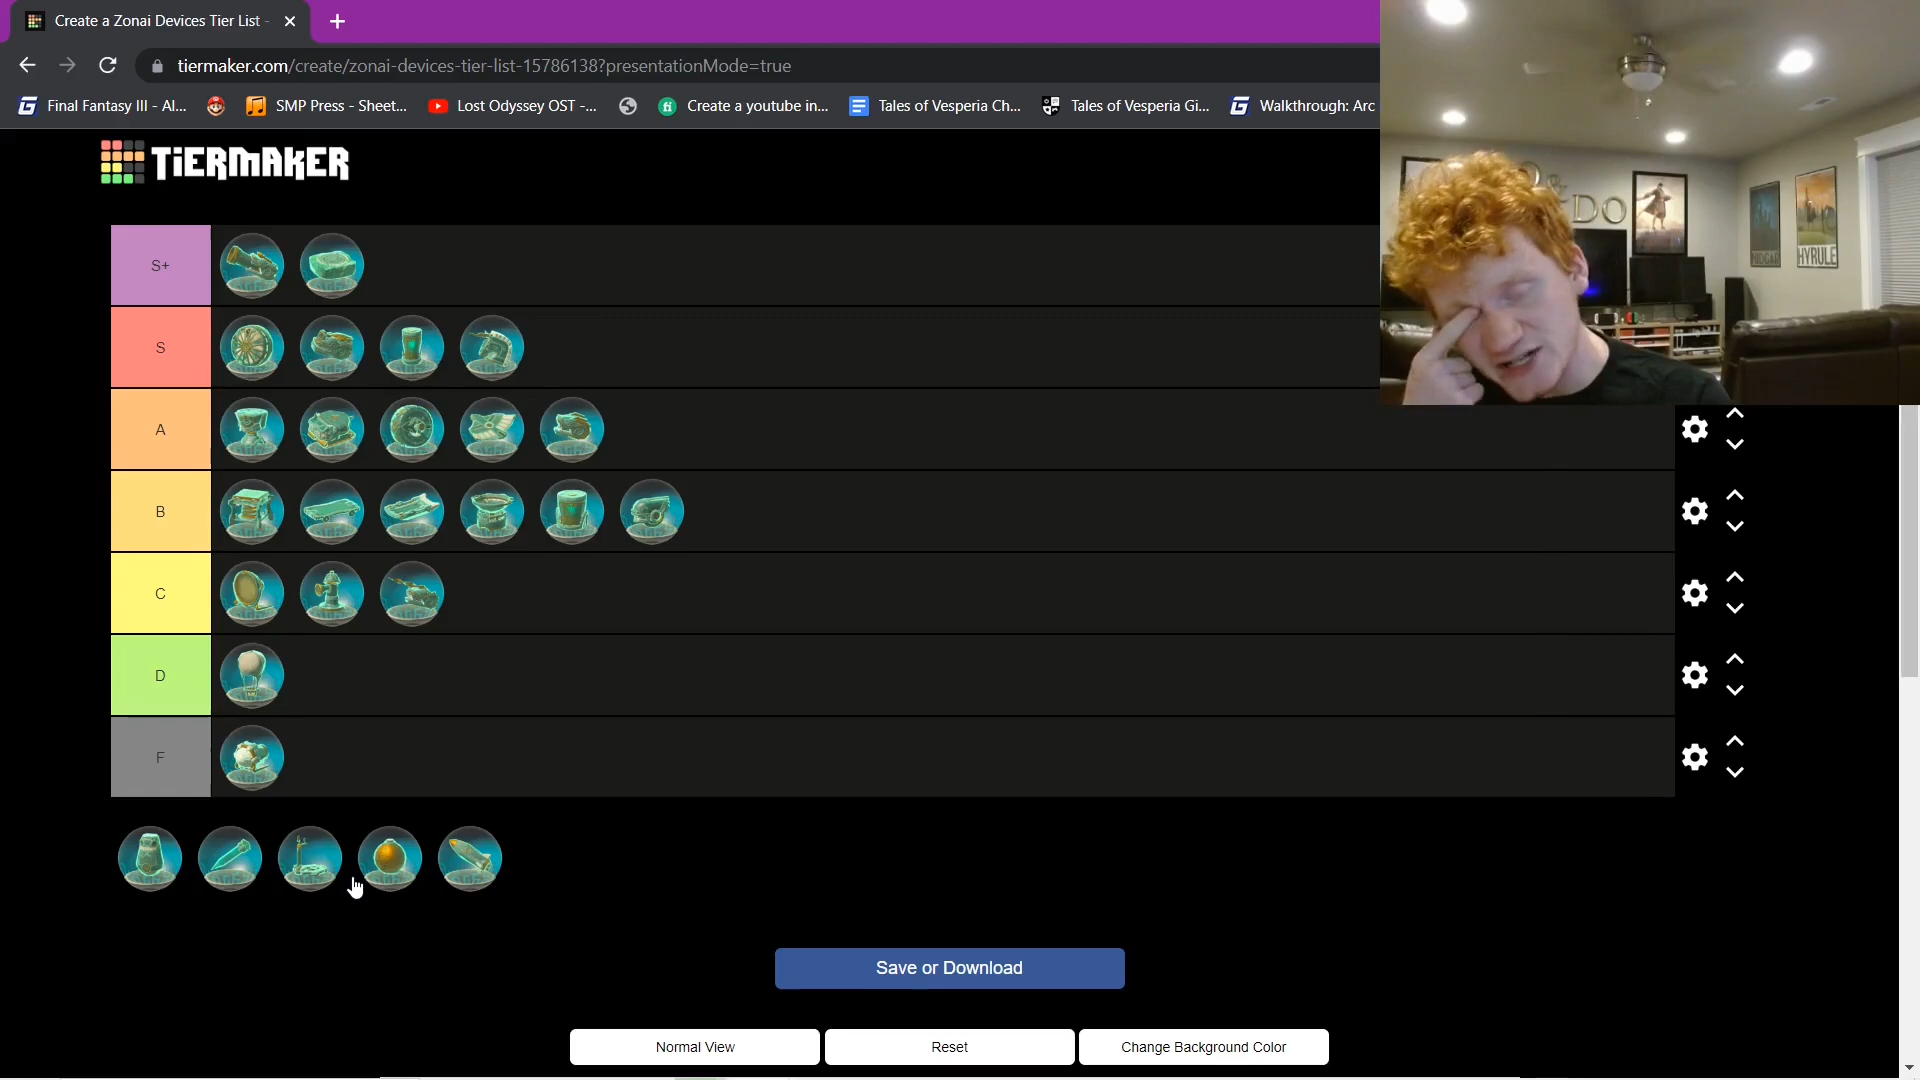 Create a Zonai Devices Tier List -
tiermaker.com/create/zonai-devices-tier-list-15786138?presentationMode=true
Final Fantasy III - Al...
SMP Press - Sheet...
Lost Odyssey OST -...
Create a youtube in...
Tales of Vesperia Ch...
Tales of Vesperia Gi...
Walkthrough: Arc
TIERMAKER
& DO
MIDGAR
HYRULE
S+
S
A
B
C
D
F
Save or Download
Normal View
Reset
Change Background Color